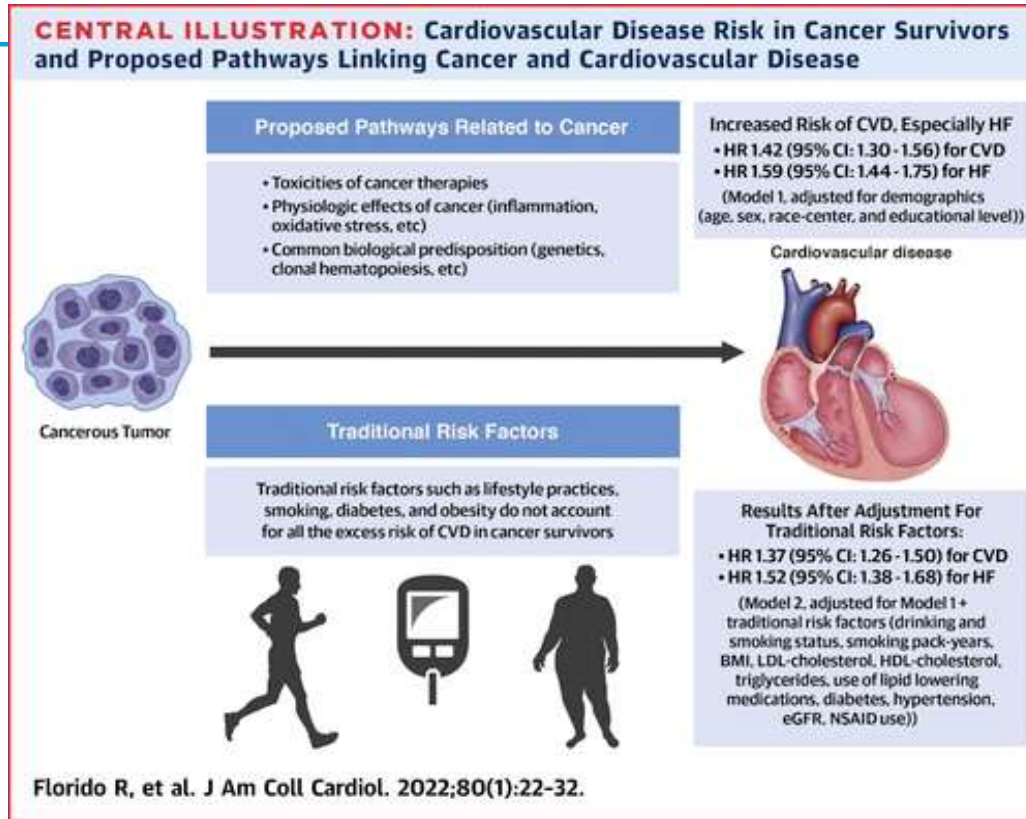 CENTRAL ILLUSTRATION: Cardiovascular Disease Risk in Cancer Survivors
and Proposed Pathways Linking Cancer and Cardiovascular Disease
Proposed Pathways Related to Cancer
• Toxicities of cancer therapies
• Physiologic effects of cancer (inflammation,
oxidative stress, etc)
• Common biological predisposition (genetics,
clonal hematopoiesis, etc)
Increased Risk of CVD, Especially HF
• HR 1.42 (95% CI: 1.30 - 1.56) for CVD
• HR 1.59 (95% CI: 1.44 - 1.75) for HF
(Model 1, adjusted for demographics
(age, sex, race-center, and educational level))
Cardiovascular disease
Cancerous Tumor
Traditional Risk Factors
Traditional risk factors such as lifestyle practices,
smoking, diabetes, and obesity do not account
for all the excess risk of CVD in cancer survivors
Results After Adjustment For
Traditional Risk Factors:
• HR 1.37 (95% CI: 1.26 - 1.50) for CVD
• HR 1.52 (95% CI: 1.38 - 1.68) for HF
(Model 2, adjusted for Model 1 +
traditional risk factors (drinking and
smoking status, smoking pack-years,
BMI, LDL-cholesterol, HDL-cholesterol,
triglycerides, use of lipid lowering
medications, diabetes, hypertension,
eGFR, NSAID use))
Florido R, et al. J Am Coll Cardiol. 2022;80(1):22-32.